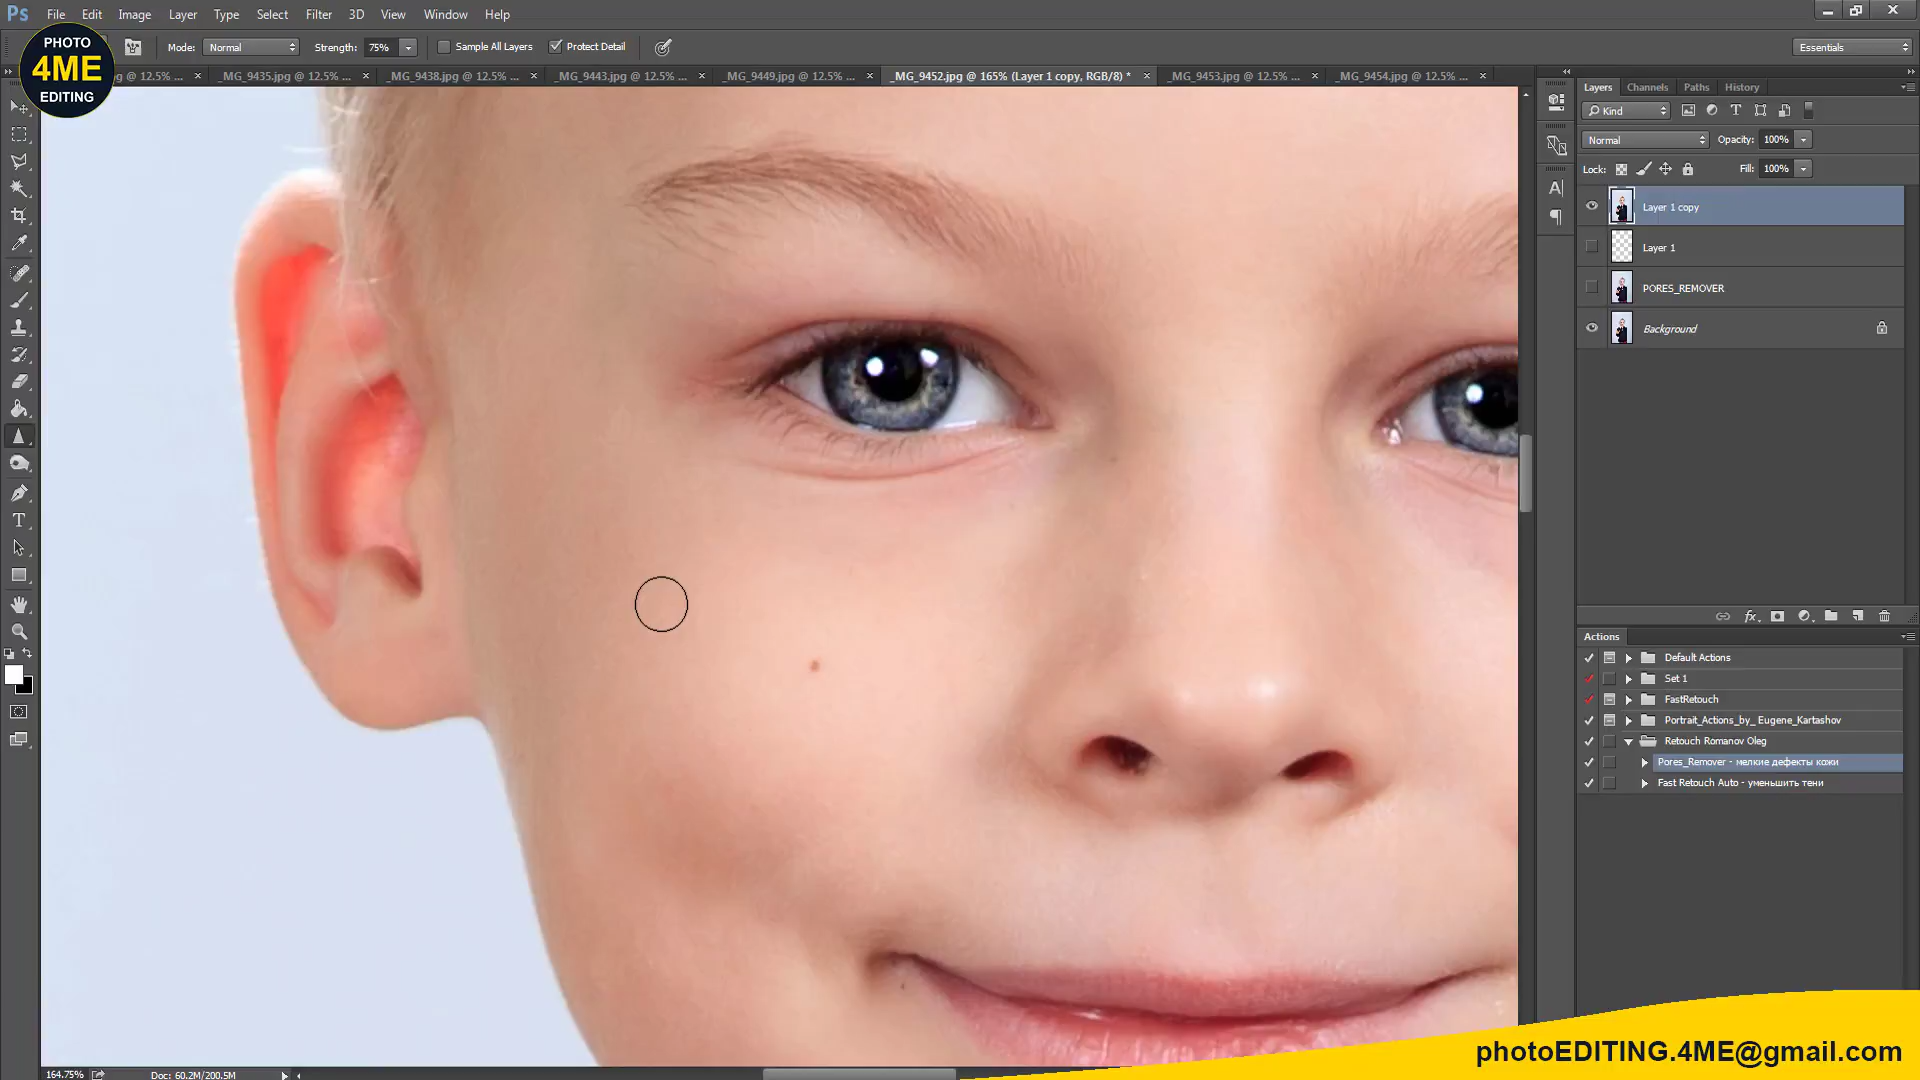 Ps File Edit Image Layer Type Select Filter 3D View Window Help
PHOTO
4ME
EDITING
Mode: Normal Strength: 75% Sample All Layers Protect Detail Essentials
g @ 12.5% ... × _MG_9435.jpg @ 12.5% ... × _MG_9438.jpg @ 12.5% ... × _MG_9443.jpg @ 12.5% ... × _MG_9449.jpg @ 12.5% ... × _MG_9452.jpg @ 165% (Layer 1 copy, RGB/8) * × _MG_9453.jpg @ 12.5% ... × _MG_9454.jpg @ 12.5% ... ×
Layers Channels Paths History
Kind
Normal Opacity: 100%
Lock: Fill: 100%
Layer 1 copy
Layer 1
PORES_REMOVER
Background
Actions
Default Actions
Set 1
FastRetouch
Portrait_Actions_by_ Eugene_Kartashov
Retouch Romanov Oleg
Pores_Remover - мелкие дефекты кожи
Fast Retouch Auto - уменьшить тени
photoEDITING.4ME@gmail.com
164.75% Doc: 60.2M/200.5M